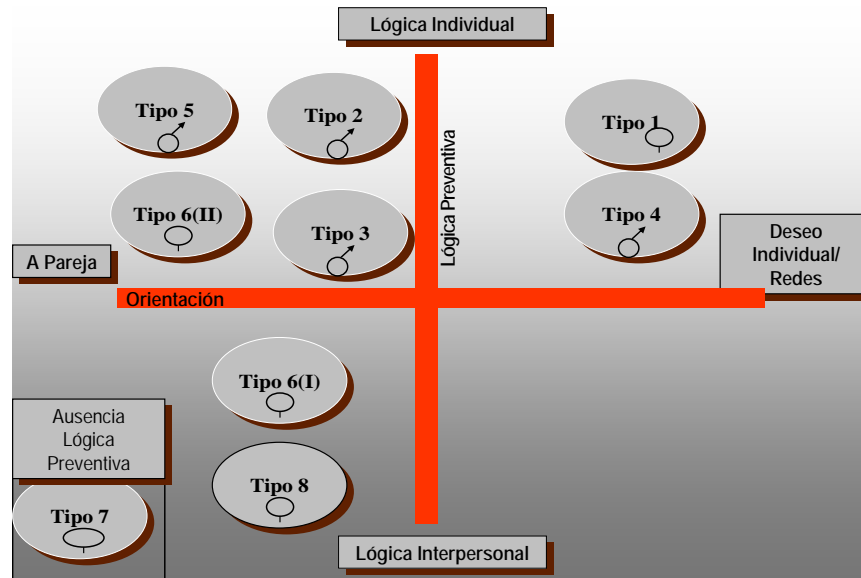 Lógica Individual
Tipo 5
Tipo 2
Tipo 1
Lógica Preventiva
Tipo 6(II)
Tipo 3
Tipo 4
A Pareja
Deseo
Individual/
Redes
Orientación
Tipo 6(I)
Ausencia
Lógica
Preventiva
Tipo 8
Tipo 7
Lógica Interpersonal